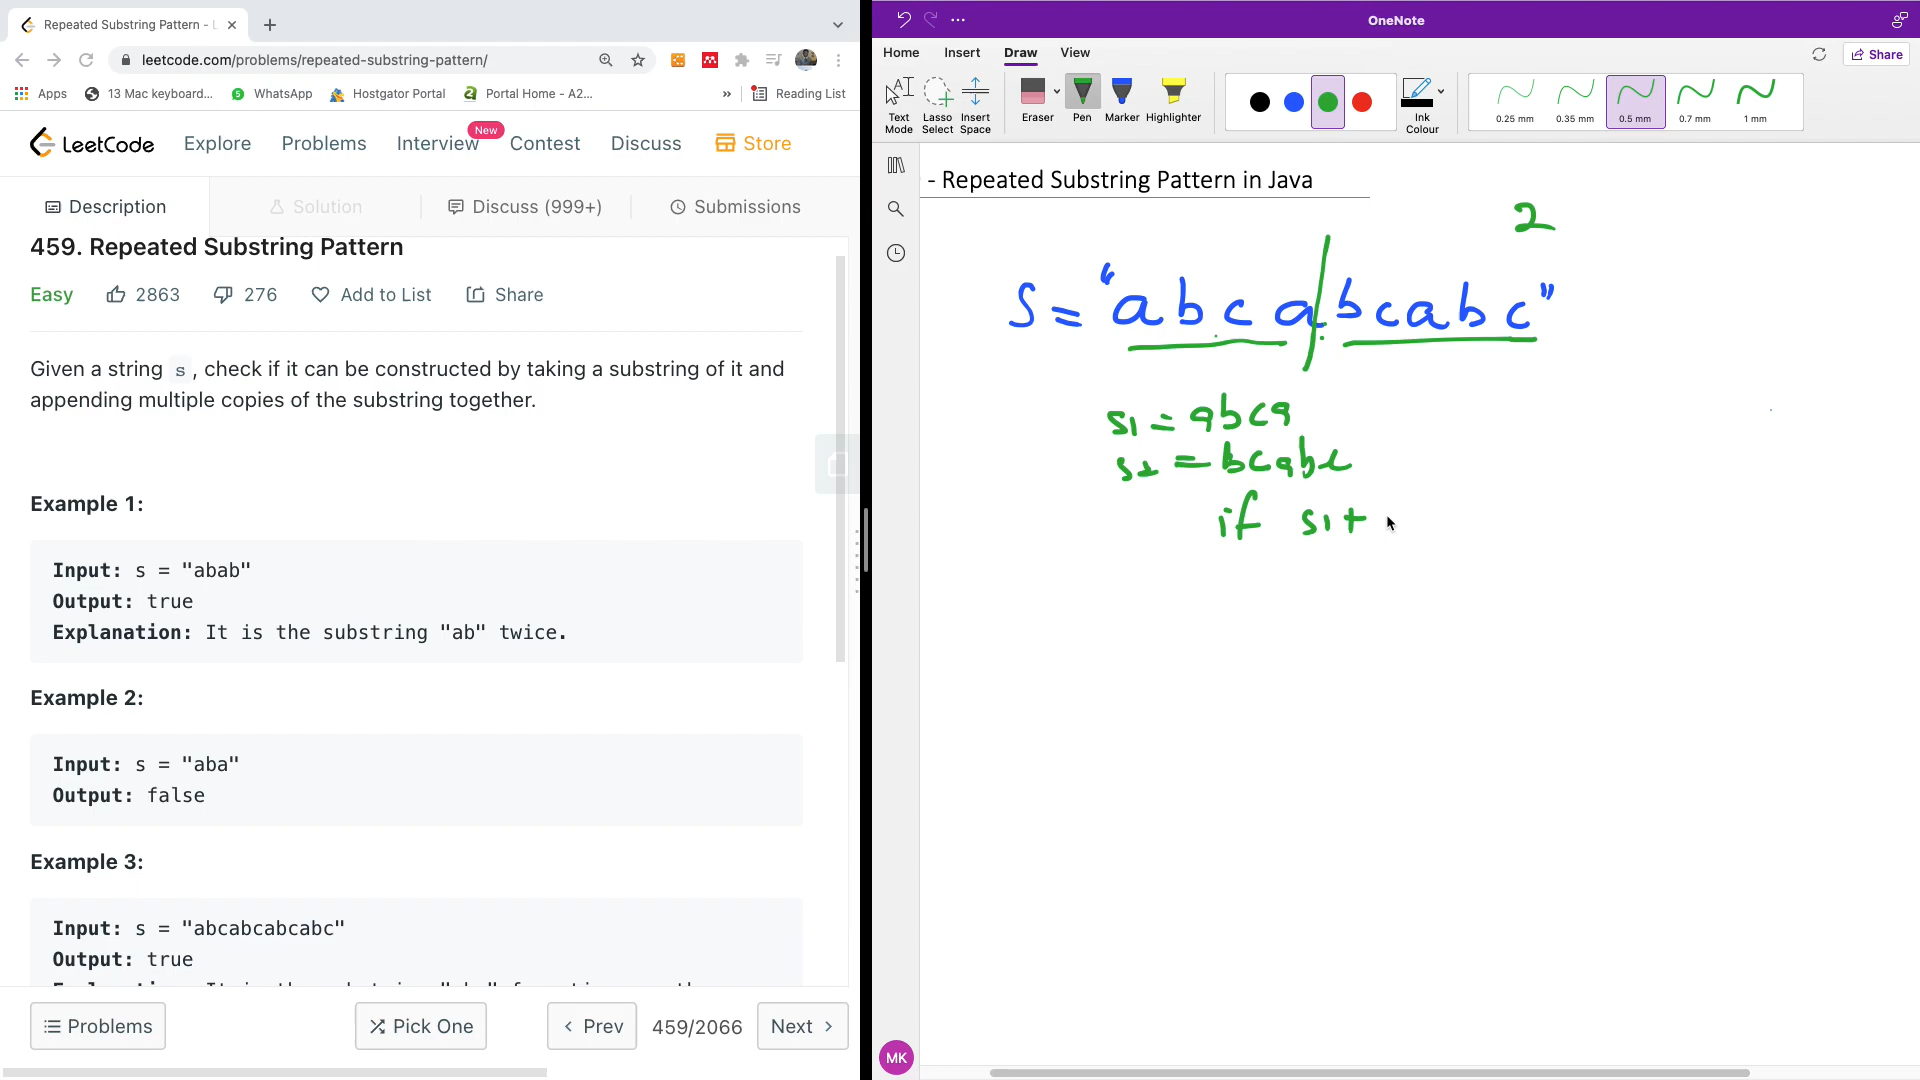 Repeated Substring Pattern - L
leetcode.com/problems/repeated-substring-pattern/
Apps 13 Mac keyboard... WhatsApp Hostgator Portal Portal Home - A2... » Reading List
LeetCode Explore Problems Interview New Contest Discuss Store
Description Solution Discuss (999+) Submissions
459. Repeated Substring Pattern
Easy 2863 276 Add to List Share
Given a string s, check if it can be constructed by taking a substring of it and
appending multiple copies of the substring together.
Example 1:
Input: s = "abab"
Output: true
Explanation: It is the substring "ab" twice.
Example 2:
Input: s = "aba"
Output: false
Example 3:
Input: s = "abcabcabcabc"
Output: true
Problems Pick One Prev 459/2066 Next
OneNote
Home Insert Draw View Share
Text Mode Lasso Select Insert Space Eraser Pen Marker Highlighter Ink Colour 0.25 mm 0.35 mm 0.5 mm 0.7 mm 1 mm
- Repeated Substring Pattern in Java
2
S = "abca/bcabc"
s1 = abca
s2 = bcabc
if s1+
MK